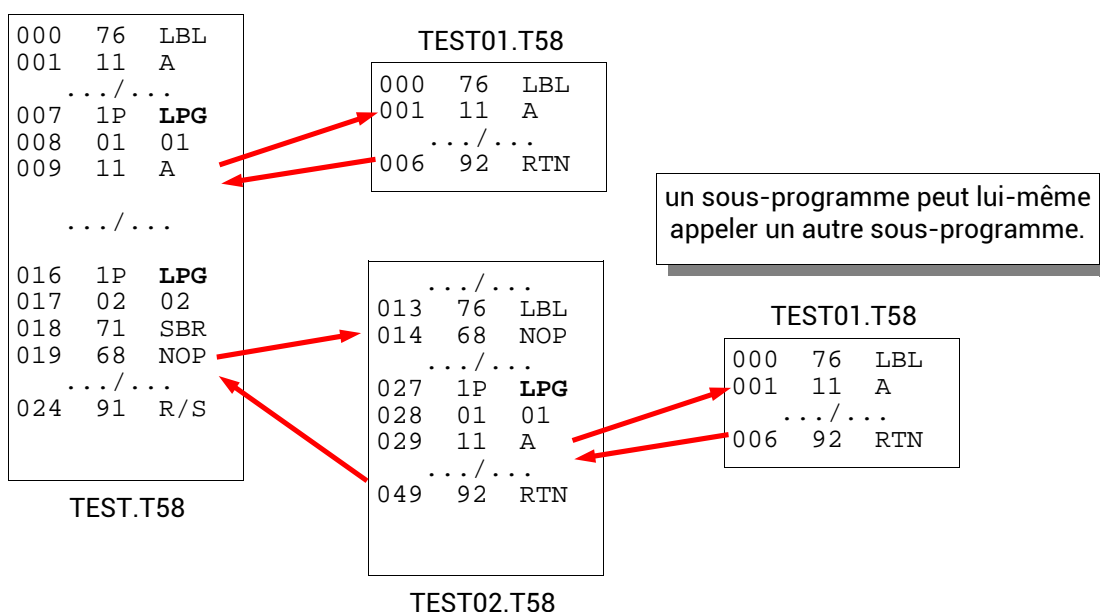 000 76 LBL
001 11 A
.../...
007 1P LPG
008 01 01
009 11 A
.../...
016 1P LPG
017 02 02
018 71 SBR
019 68 NOP
.../...
024 91 R/S
TEST.T58
TEST01.T58
000 76 LBL
001 11 A
.../...
006 92 RTN
un sous-programme peut lui-même
appeler un autre sous-programme.
.../...
013 76 LBL
014 68 NOP
.../...
027 1P LPG
028 01 01
029 11 A
.../...
049 92 RTN
TEST02.T58
TEST01.T58
000 76 LBL
001 11 A
.../...
006 92 RTN